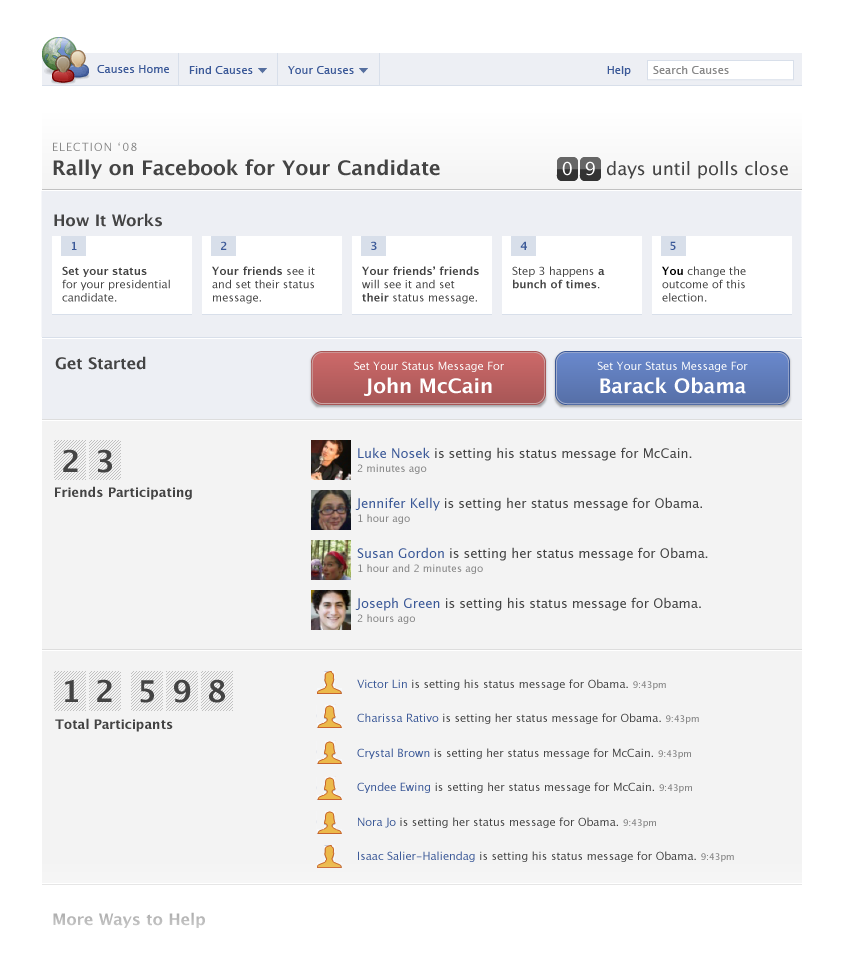 Causes Home Find Causes Your Causes Help Search Causes
ELECTION ‘08
Rally on Facebook for Your Candidate
09 days until polls close
How It Works
1
Set your status
for your presidential
candidate.
2
Your friends see it
and set their status
message.
3
Your friends’ friends
will see it and set
their status message.
4
Step 3 happens a
bunch of times.
5
You change the
outcome of this
election.
Get Started
Set Your Status Message For
John McCain
Set Your Status Message For
Barack Obama
23
Friends Participating
Luke Nosek is setting his status message for McCain.
2 minutes ago
Jennifer Kelly is setting her status message for Obama.
1 hour ago
Susan Gordon is setting her status message for Obama.
1 hour and 2 minutes ago
Joseph Green is setting his status message for Obama.
2 hours ago
12 598
Total Participants
Victor Lin is setting his status message for Obama. 9:43pm
Charissa Rativo is setting her status message for Obama. 9:43pm
Crystal Brown is setting her status message for McCain. 9:43pm
Cyndee Ewing is setting her status message for McCain. 9:43pm
Nora Jo is setting her status message for Obama. 9:43pm
Isaac Salier-Haliendag is setting his status message for Obama. 9:43pm
More Ways to Help